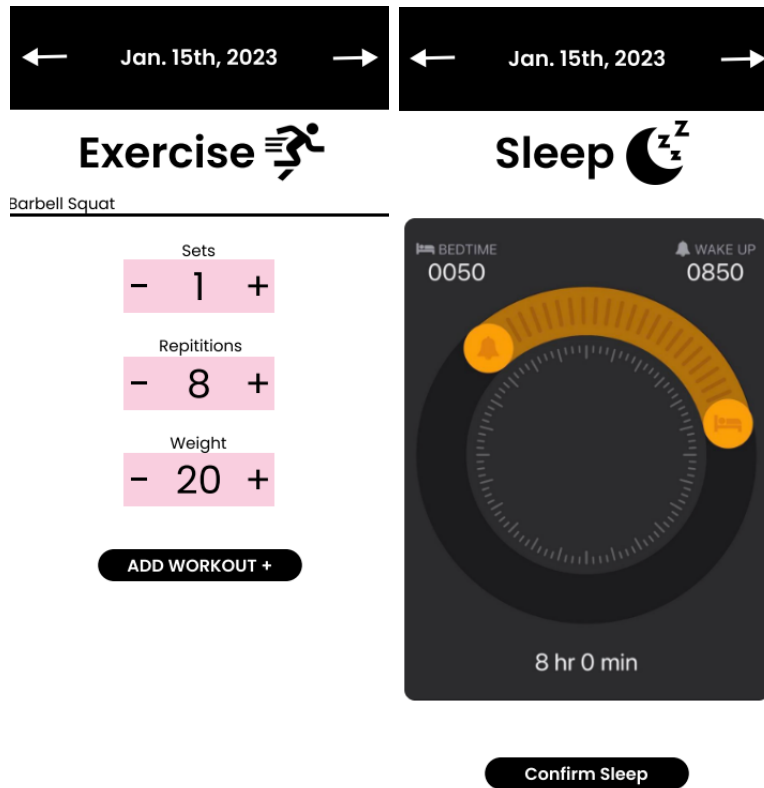 Jan. 15th, 2023
Exercise
Barbell Squat
Sets
- 1 +
Repititions
- 8 +
Weight
- 20 +
ADD WORKOUT +
Jan. 15th, 2023
Sleep zzZ
BEDTIME
0050
WAKE UP
0850
8 hr 0 min
Confirm Sleep